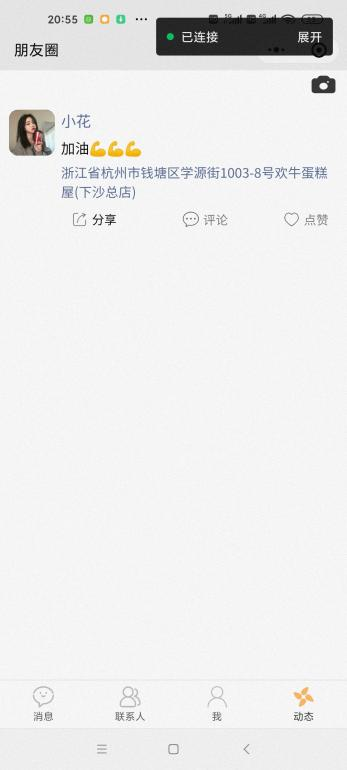 20:55
已连接
展开
朋友圈
小花
加油💪💪💪
浙江省杭州市钱塘区学源街1003-8号欢牛蛋糕
屋(下沙总店)
分享
评论
点赞
消息
联系人
我
动态